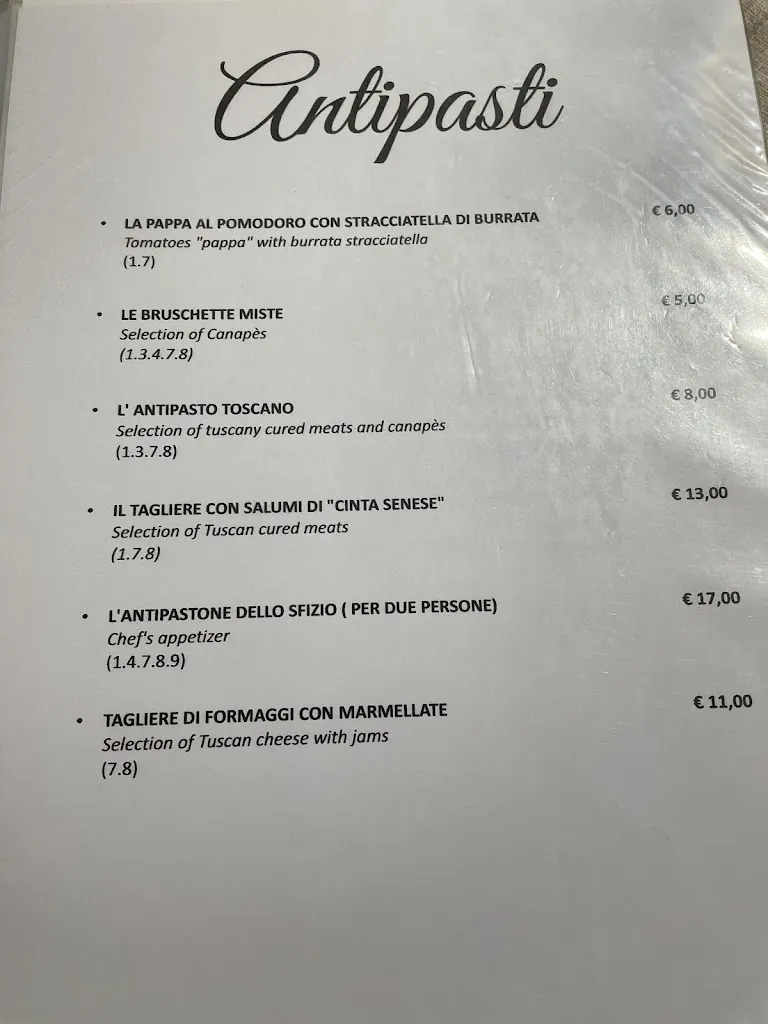 Antipasti
• LA PAPPA AL POMODORO CON STRACCIATELLA DI BURRATA € 6,00
Tomatoes "pappa" with burrata stracciatella
(1.7)
• LE BRUSCHETTE MISTE € 5,00
Selection of Canapès
(1.3.4.7.8)
• L' ANTIPASTO TOSCANO € 8,00
Selection of tuscany cured meats and canapès
(1.3.7.8)
• IL TAGLIERE CON SALUMI DI "CINTA SENESE" € 13,00
Selection of Tuscan cured meats
(1.7.8)
• L'ANTIPASTONE DELLO SFIZIO ( PER DUE PERSONE) € 17,00
Chef's appetizer
(1.4.7.8.9)
• TAGLIERE DI FORMAGGI CON MARMELLATE € 11,00
Selection of Tuscan cheese with jams
(7.8)